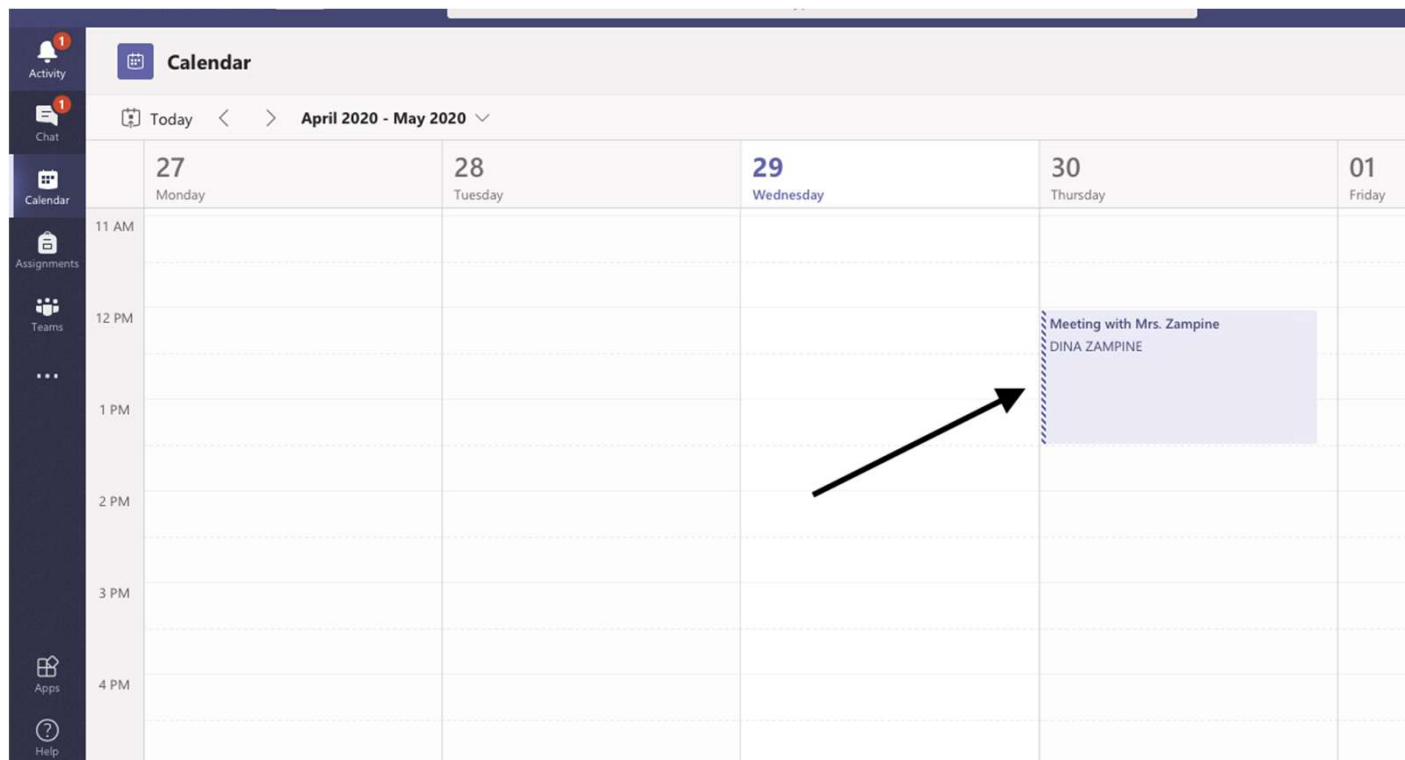 1
Activity
1
Chat
Calendar
Assignments
Teams
Apps
Help
Calendar
Today
April 2020 - May 2020
27
Monday
28
Tuesday
29
Wednesday
30
Thursday
01
Friday
11 AM
12 PM
1 PM
2 PM
3 PM
4 PM
Meeting with Mrs. Zampine
DINA ZAMPINE